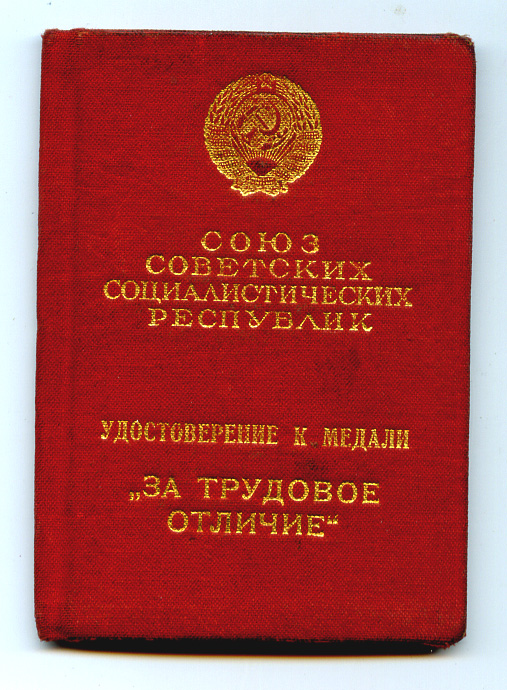 СОЮЗ
СОВЕТСКИХ
СОЦИАЛИСТИЧЕСКИХ
РЕСПУБЛИК
УДОСТОВЕРЕНИЕ К МЕДАЛИ
„ЗА ТРУДОВОЕ
ОТЛИЧИЕ“